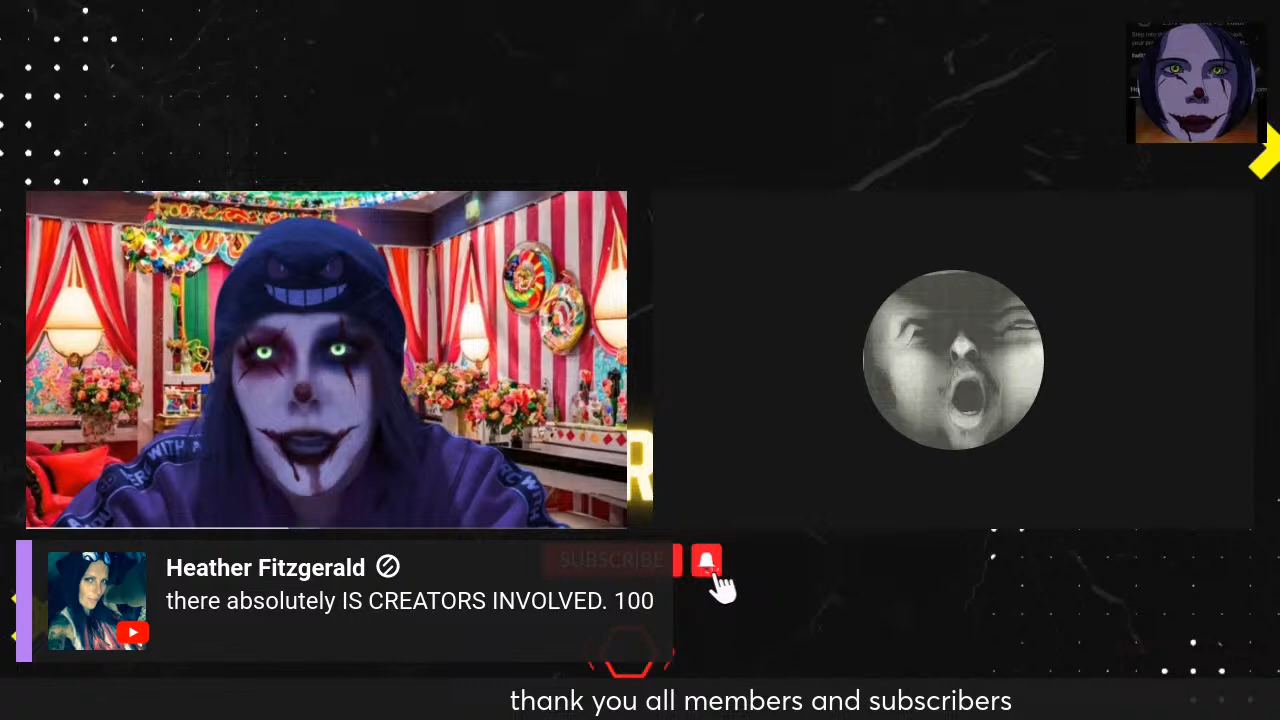 SUBSCRIBE
Heather Fitzgerald
there absolutely IS CREATORS INVOLVED. 100
thank you all members and subscribers